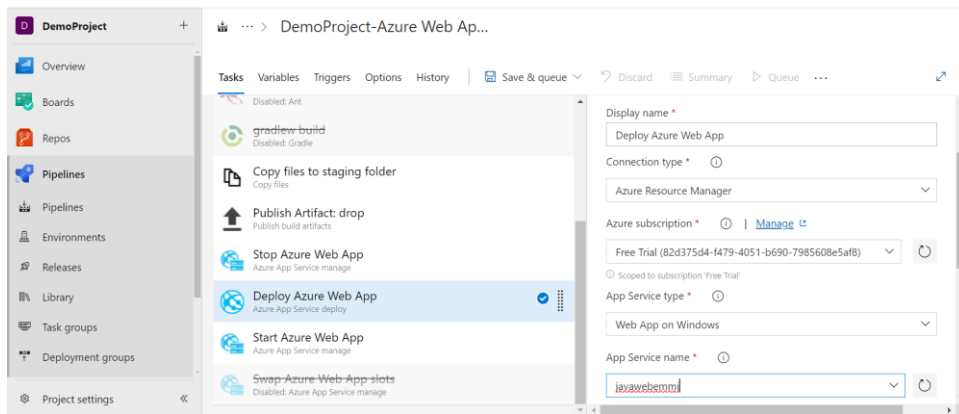 D DemoProject +
··· > DemoProject-Azure Web Ap...
Overview
Boards
Repos
Pipelines
Pipelines
Environments
Releases
Library
Task groups
Deployment groups
Project settings
Tasks Variables Triggers Options History Save & queue Discard Summary Queue ...
Disabled: Ant
gradlew build
Disabled: Gradle
Copy files to staging folder
Copy files
Publish Artifact: drop
Publish build artifacts
Stop Azure Web App
Azure App Service manage
Deploy Azure Web App
Azure App Service deploy
Start Azure Web App
Azure App Service manage
Swap Azure Web App slots
Disabled: Azure App Service manage
Display name *
Deploy Azure Web App
Connection type *
Azure Resource Manager
Azure subscription * | Manage
Free Trial (82d375d4-f479-4051-b690-7985608e5af8)
Scoped to subscription 'Free Trial'
App Service type *
Web App on Windows
App Service name *
javawebemmi